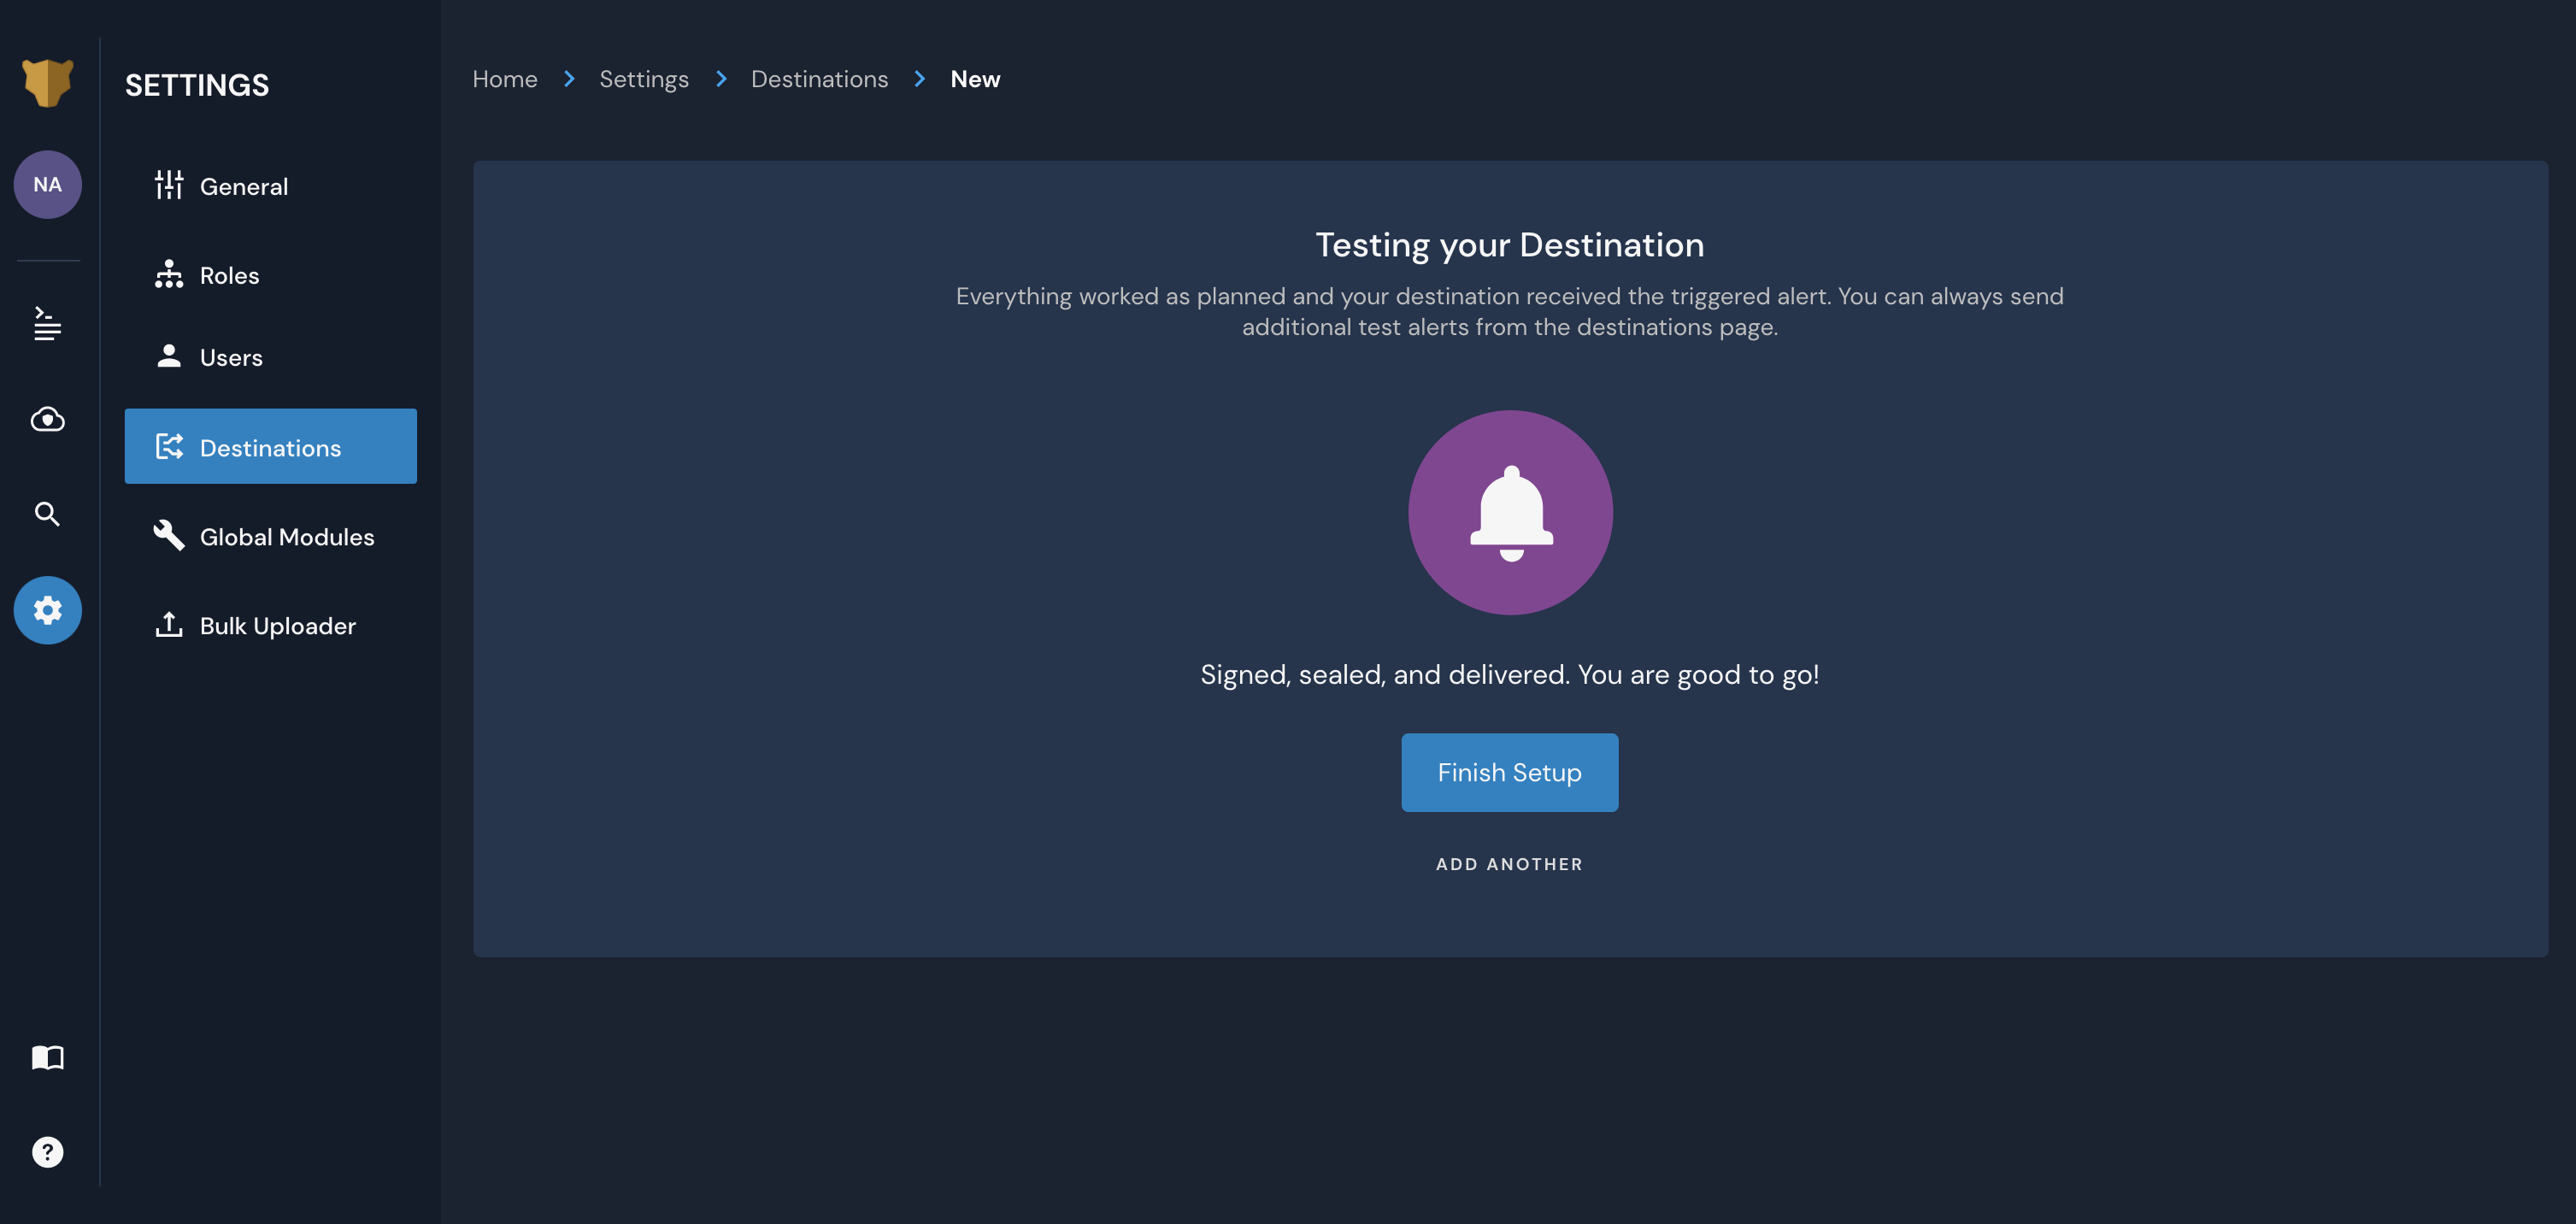 SETTINGS
NA
General
Roles
Users
Destinations
Global Modules
Bulk Uploader
?
Home > Settings > Destinations > New
Testing your Destination
Everything worked as planned and your destination received the triggered alert. You can always send
additional test alerts from the destinations page.
Signed, sealed, and delivered. You are good to go!
Finish Setup
ADD ANOTHER